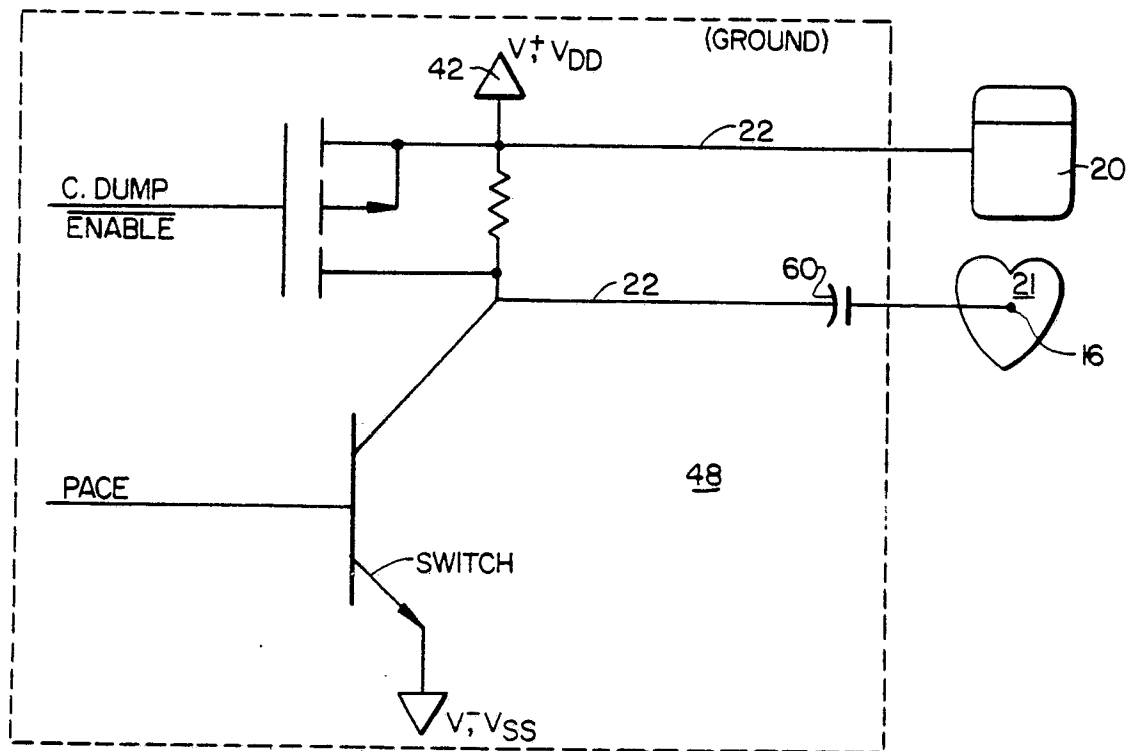 (GROUND)
V,+ VDD
42
22
20
C. DUMP
ENABLE
60
22
21
16
PACE
48
SWITCH
V,- VSS